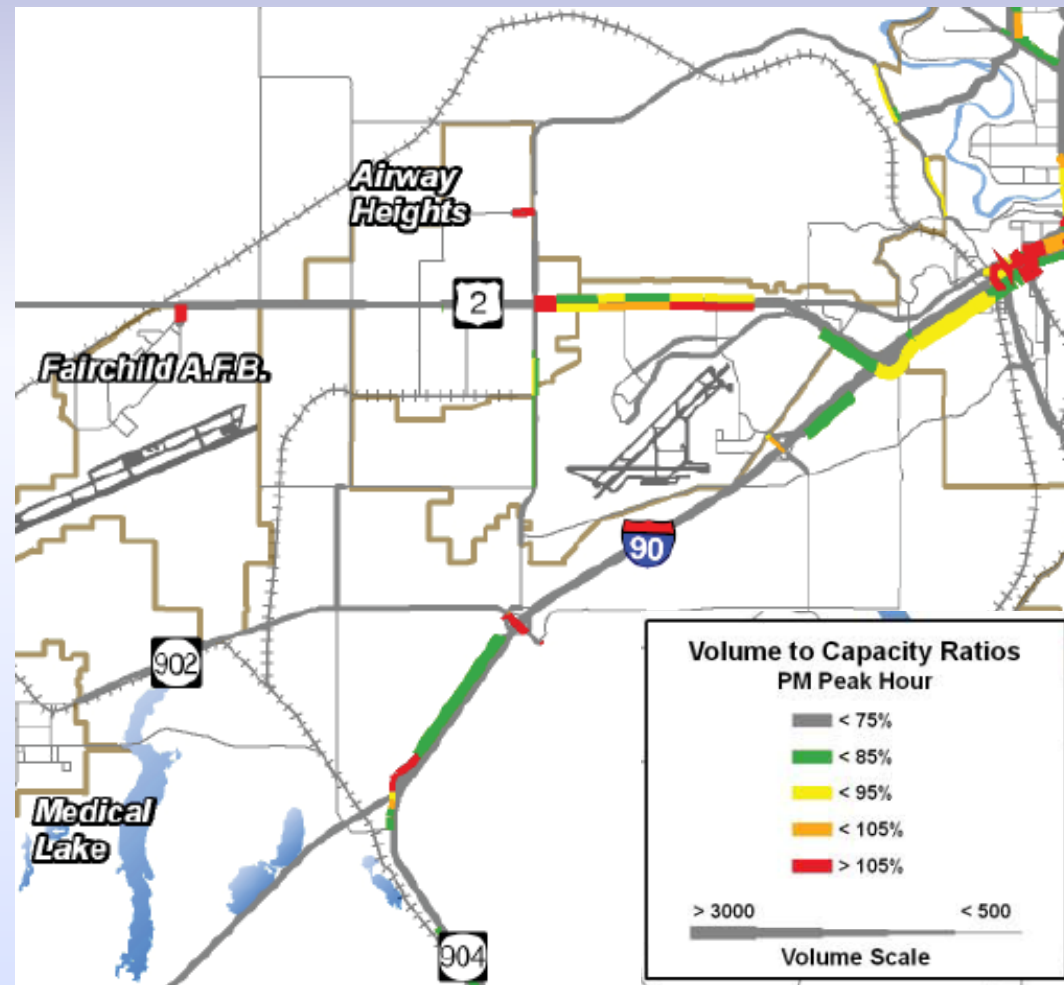 Airway
Heights
2
Fairchild A.F.B.
90
902
Medical
Lake
904
Volume to Capacity Ratios
PM Peak Hour
< 75%
< 85%
< 95%
< 105%
> 105%
> 3000 < 500
Volume Scale